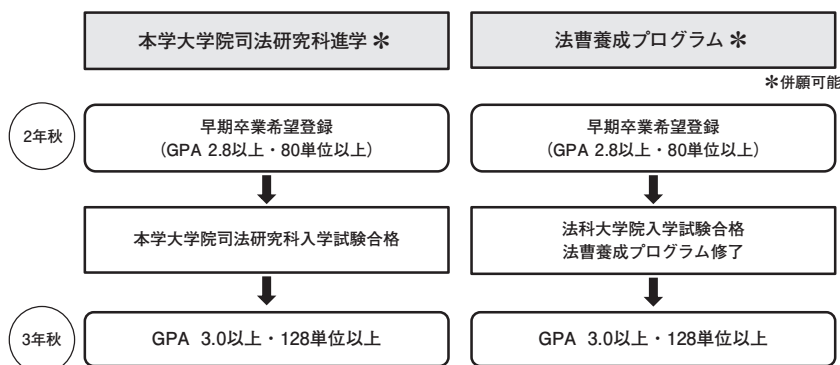 本学大学院司法研究科進学＊
法曹養成プログラム＊
＊併願可能
2年秋
早期卒業希望登録
（GPA 2.8以上・80単位以上）
早期卒業希望登録
（GPA 2.8以上・80単位以上）
本学大学院司法研究科入学試験合格
法科大学院入学試験合格
法曹養成プログラム修了
3年秋
GPA 3.0以上・128単位以上
GPA 3.0以上・128単位以上